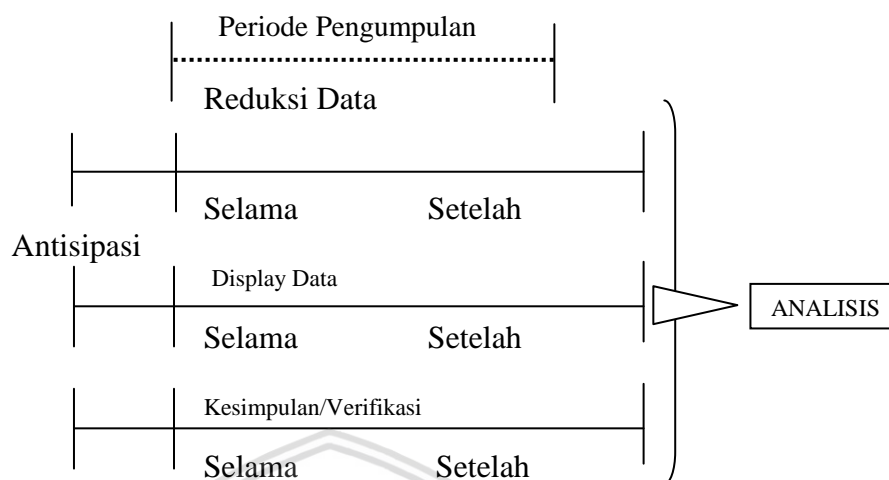 Periode Pengumpulan
Reduksi Data
Selama Setelah
Antisipasi
Display Data
Selama Setelah
ANALISIS
Kesimpulan/Verifikasi
Selama Setelah